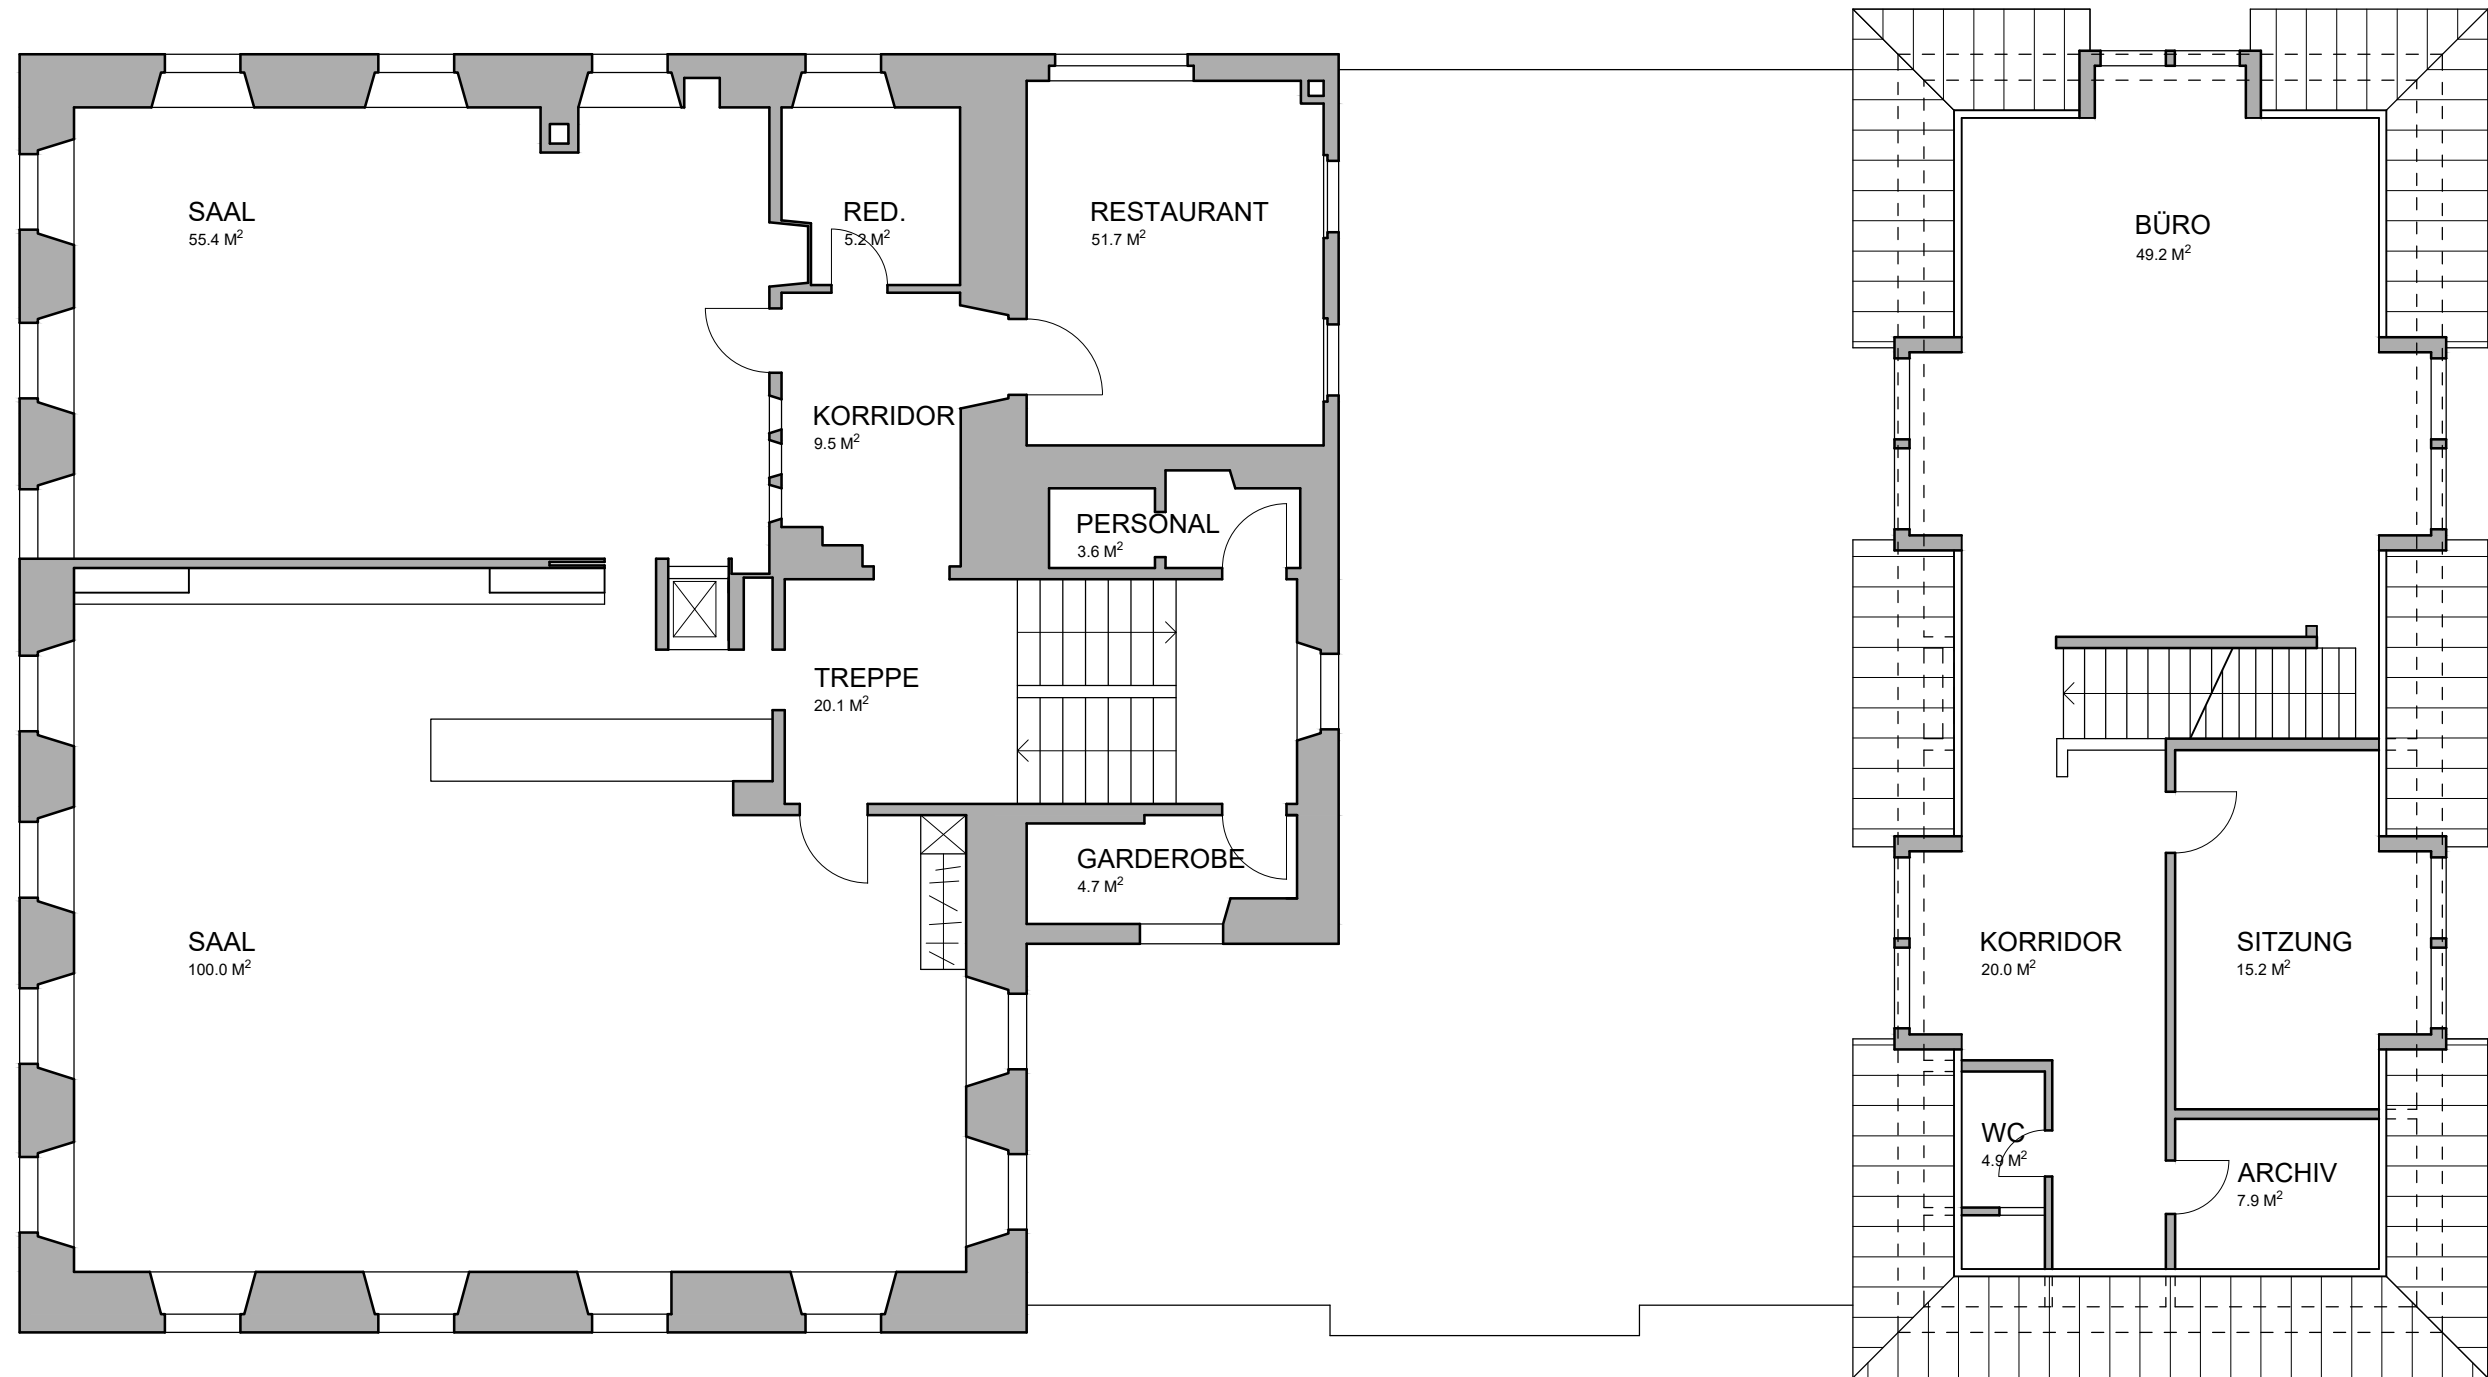 SAAL
55.4 M²
RED.
5.2 M²
RESTAURANT
51.7 M²
BÜRO
49.2 M²
KORRIDOR
9.5 M²
PERSONAL
3.6 M²
TREPPE
20.1 M²
GARDEROBE
4.7 M²
SAAL
100.0 M²
KORRIDOR
20.0 M²
SITZUNG
15.2 M²
WC
4.9 M²
ARCHIV
7.9 M²